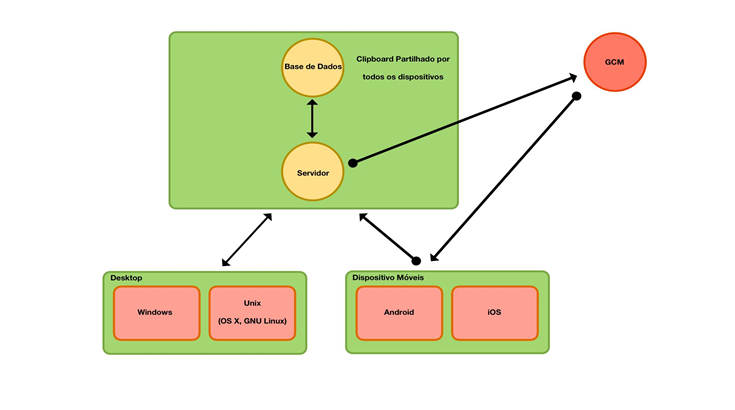 Base de Dados
Clipboard Partilhado por
todos os dispositivos
GCM
Servidor
Desktop
Windows
Unix
(OS X, GNU Linux)
Dispositivo Móveis
Android
iOS